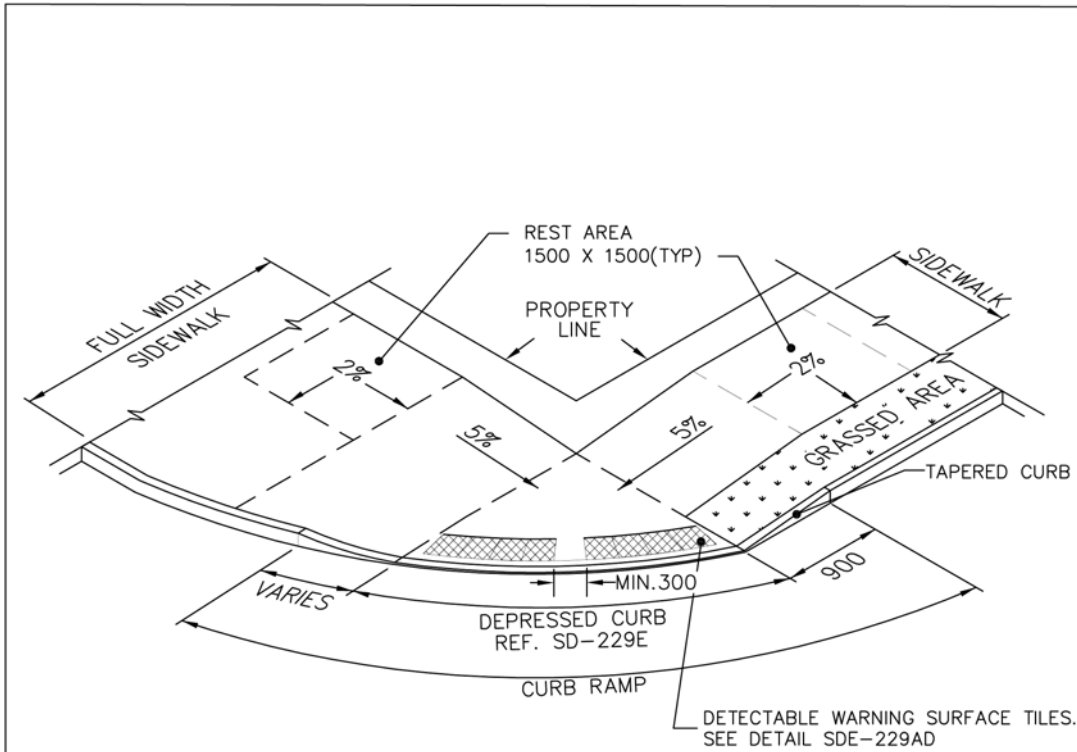 REST AREA
1500 X 1500(TYP)
PROPERTY
LINE
FULL WIDTH
SIDEWALK
SIDEWALK
2%
2%
5%
5%
GRASSED AREA
TAPERED CURB
900
MIN.300
VARIES
DEPRESSED CURB
REF. SD-229E
CURB RAMP
DETECTABLE WARNING SURFACE TILES.
SEE DETAIL SDE-229AD